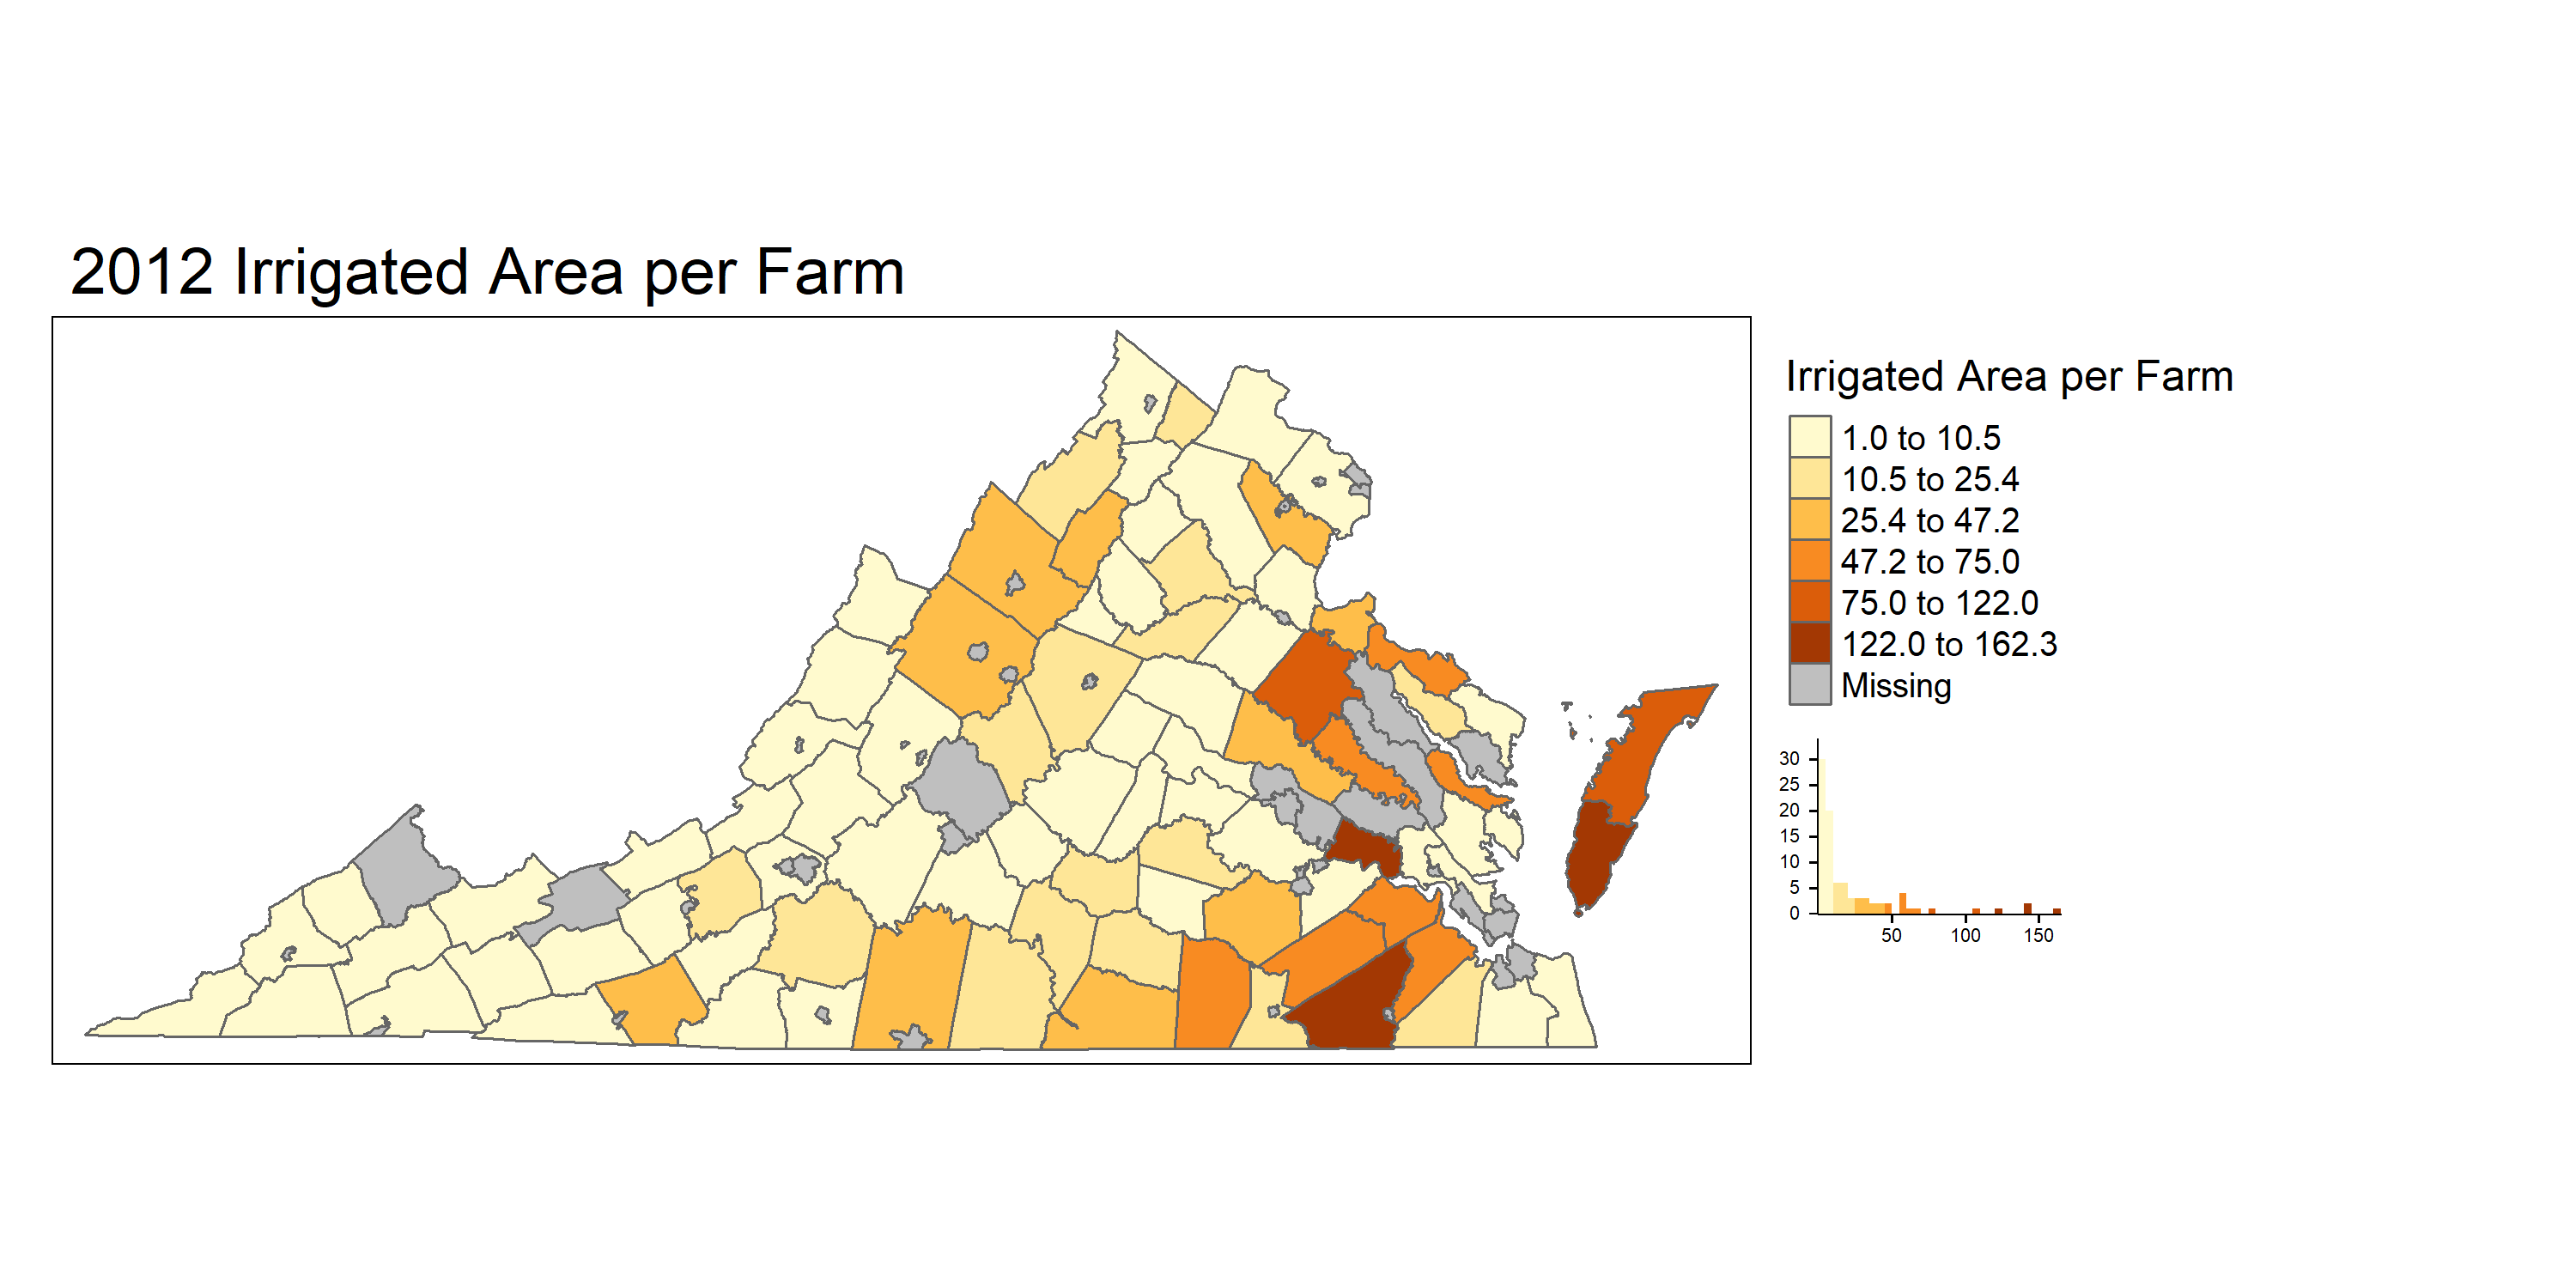 2012 Irrigated Area per Farm
Irrigated Area per Farm
1.0 to 10.5
10.5 to 25.4
25.4 to 47.2
47.2 to 75.0
75.0 to 122.0
122.0 to 162.3
Missing
30
25
20
15
10
5
0
50 100 150